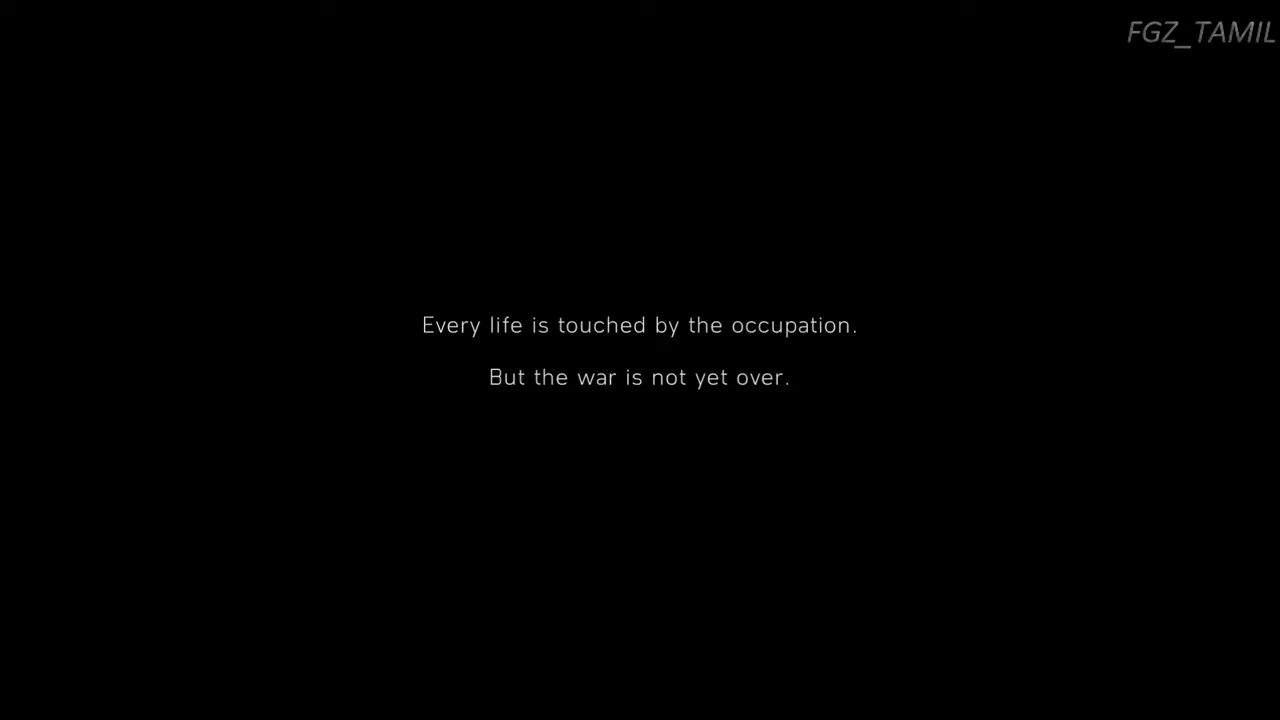 FGZ_TAMIL
Every life is touched by the occupation.
But the war is not yet over.